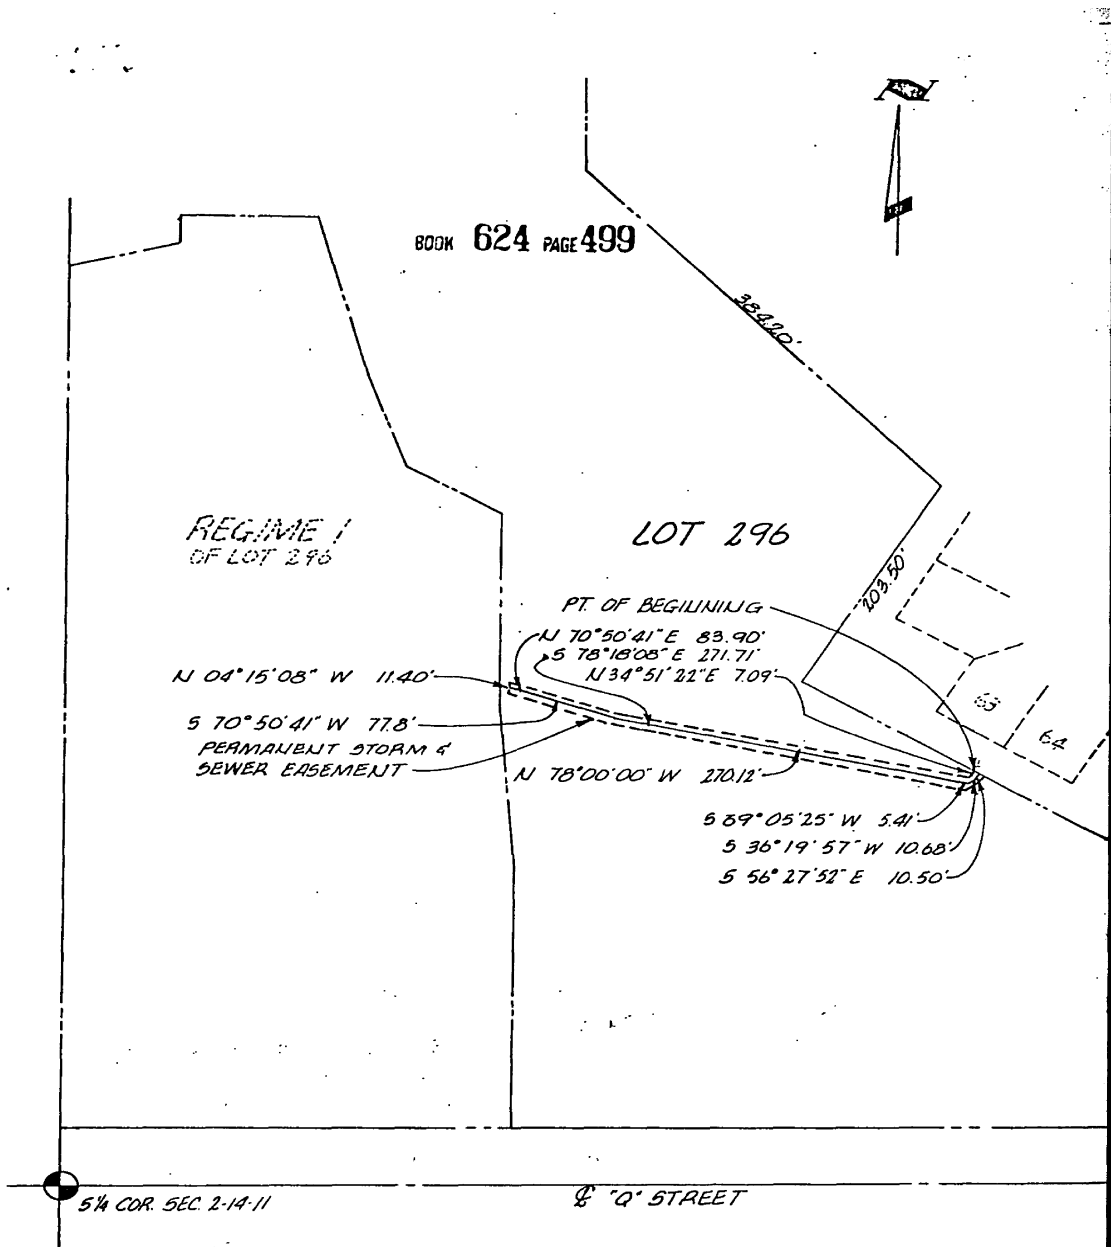 N
BOOK 624 PAGE 499
384.20'
REGIME 1
OF LOT 296
LOT 296
203.50'
PT. OF BEGINNING
N 70°50'41" E 83.90'
S 78°18'08" E 271.71'
N 34°51'22" E 7.09'
N 04°15'08" W 11.40'
S 70°50'41" W 77.8'
PERMANENT STORM &
SEWER EASEMENT
N 78°00'00" W 270.12'
63
64
S 89°05'25" W 5.41'
S 36°19'57" W 10.68'
S 56°27'52" E 10.50'
S¼ COR. SEC. 2-14-11
℄ "Q" STREET